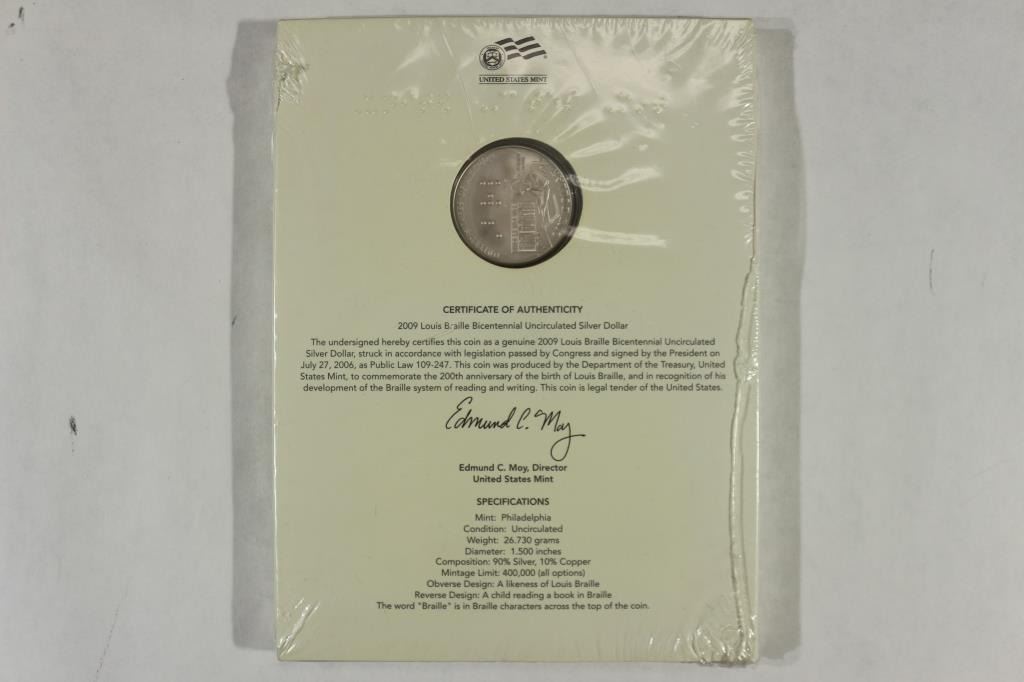 UNITED STATES MINT
CERTIFICATE OF AUTHENTICITY
2009 Louis Braille Bicentennial Uncirculated Silver Dollar
The undersigned hereby certifies this coin as a genuine 2009 Louis Braille Bicentennial Uncirculated
Silver Dollar, struck in accordance with legislation passed by Congress and signed by the President on
July 27, 2006, as Public Law 109-247. This coin was produced by the Department of the Treasury, United
States Mint, to commemorate the 200th anniversary of the birth of Louis Braille, and in recognition of his
development of the Braille system of reading and writing. This coin is legal tender of the United States.
Edmund C. Moy
Edmund C. Moy, Director
United States Mint
SPECIFICATIONS
Mint: Philadelphia
Condition: Uncirculated
Weight: 26.730 grams
Diameter: 1.500 inches
Composition: 90% Silver, 10% Copper
Mintage Limit: 400,000 (all options)
Obverse Design: A likeness of Louis Braille
Reverse Design: A child reading a book in Braille
The word "Braille" is in Braille characters across the top of the coin.